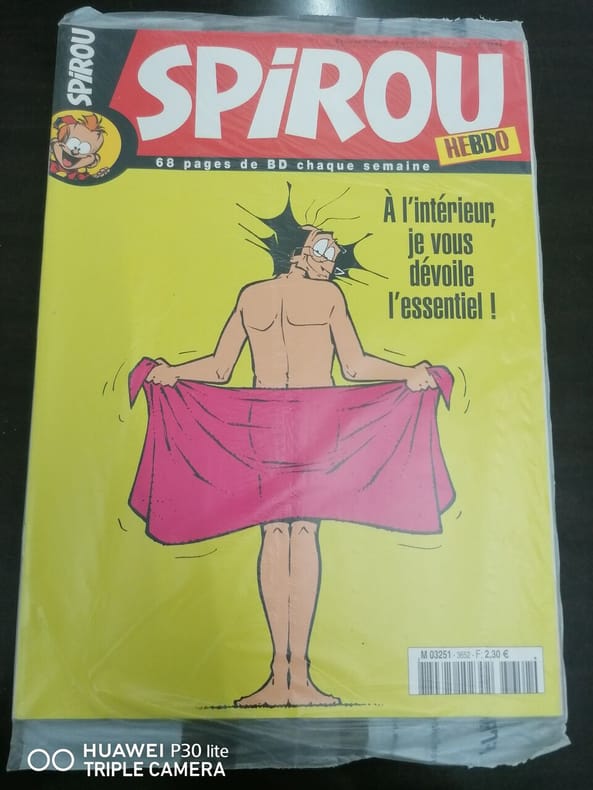 SPiROU
SPiROU
HEBDO
68 pages de BD chaque semaine
À l'intérieur,
je vous
dévoile
l'essentiel !
M 03251 - 3652 - F: 2,30 €
HUAWEI P30 lite
TRIPLE CAMERA